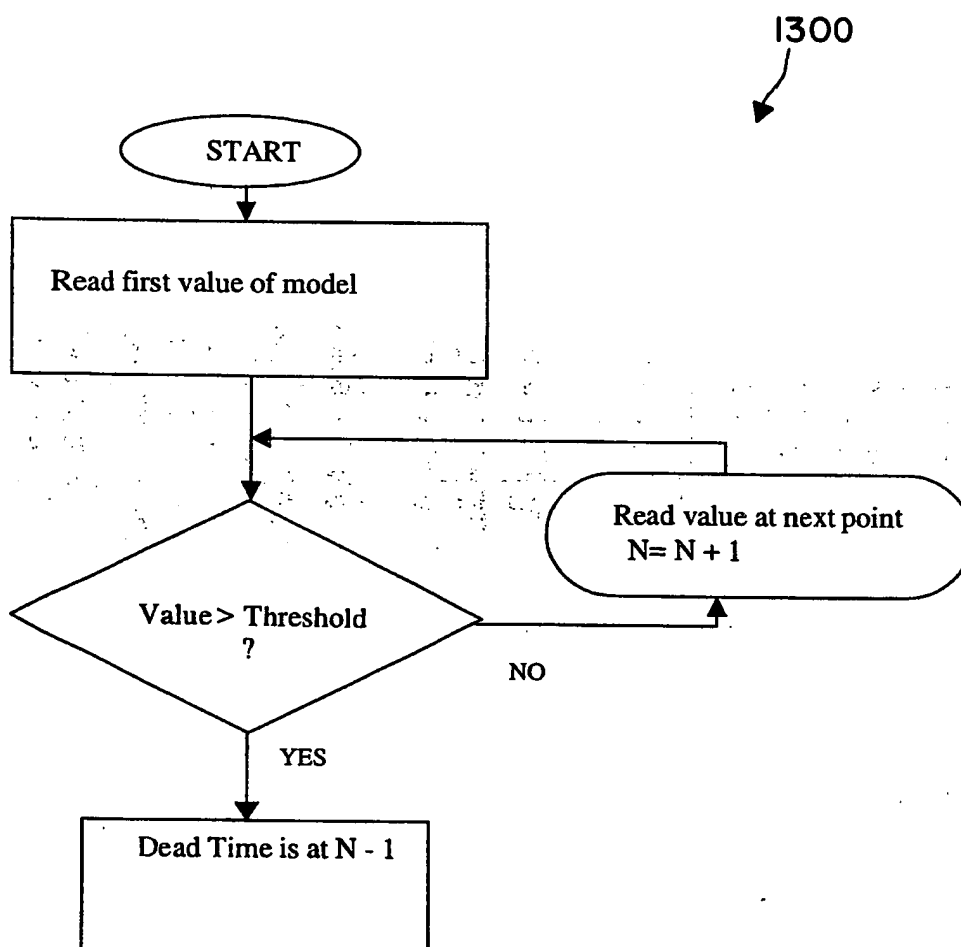 1300
START
Read first value of model
Read value at next point
N= N + 1
Value > Threshold
?
NO
YES
Dead Time is at N - 1